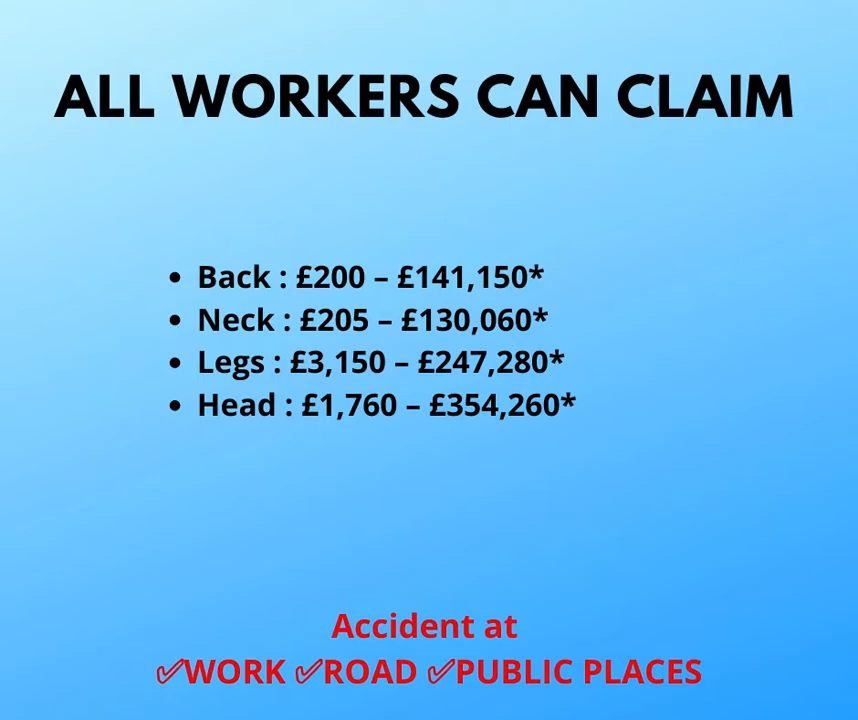 ALL WORKERS CAN CLAIM
• Back : £200 – £141,150*
• Neck : £205 – £130,060*
• Legs : £3,150 – £247,280*
• Head : £1,760 – £354,260*
Accident at
✅WORK ✅ROAD ✅PUBLIC PLACES